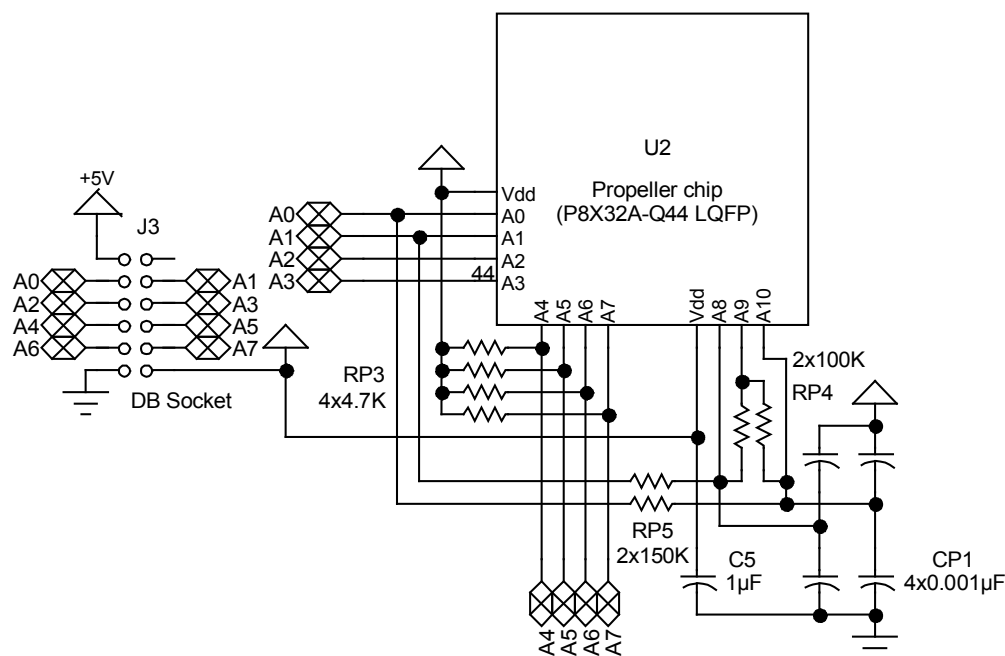 U2
Propeller chip
(P8X32A-Q44 LQFP)
Vdd
A0
A1
A2
44 A3
A4
A5
A6
A7
Vdd
A8
A9
A10
+5V
J3
A0
A1
A2
A3
A4
A5
A6
A7
DB Socket
A0
A1
A2
A3
RP3
4x4.7K
2x100K
RP4
RP5
2x150K
C5
1µF
CP1
4x0.001µF
A4
A5
A6
A7